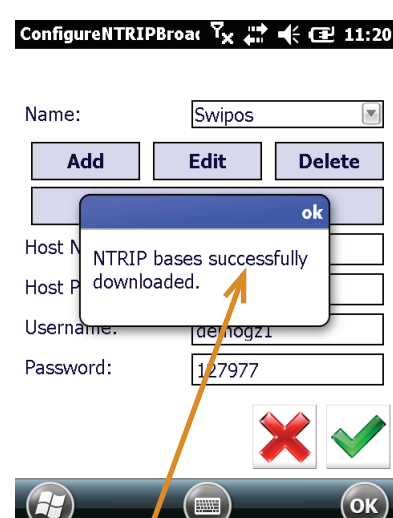 ConfigureNTRIPBroad 11:20
Name: Swipos
Add Edit Delete
ok
NTRIP bases successfully
downloaded.
Host N
Host P
Username: demogz1
Password: 127977
OK